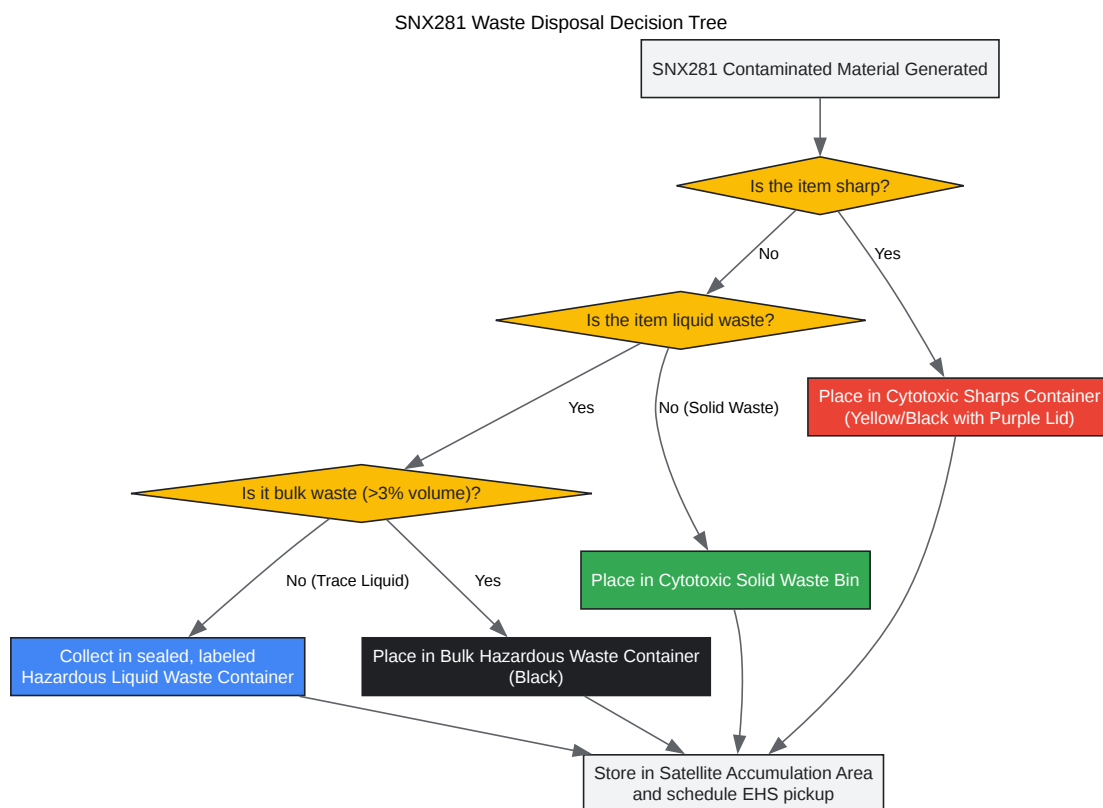 SNX281 Waste Disposal Decision Tree
SNX281 Contaminated Material Generated
Is the item sharp?
No
Yes
Is the item liquid waste?
Place in Cytotoxic Sharps Container
(Yellow/Black with Purple Lid)
Yes
No (Solid Waste)
Is it bulk waste (>3% volume)?
No (Trace Liquid)
Yes
Place in Cytotoxic Solid Waste Bin
Collect in sealed, labeled
Hazardous Liquid Waste Container
Place in Bulk Hazardous Waste Container
(Black)
Store in Satellite Accumulation Area
and schedule EHS pickup